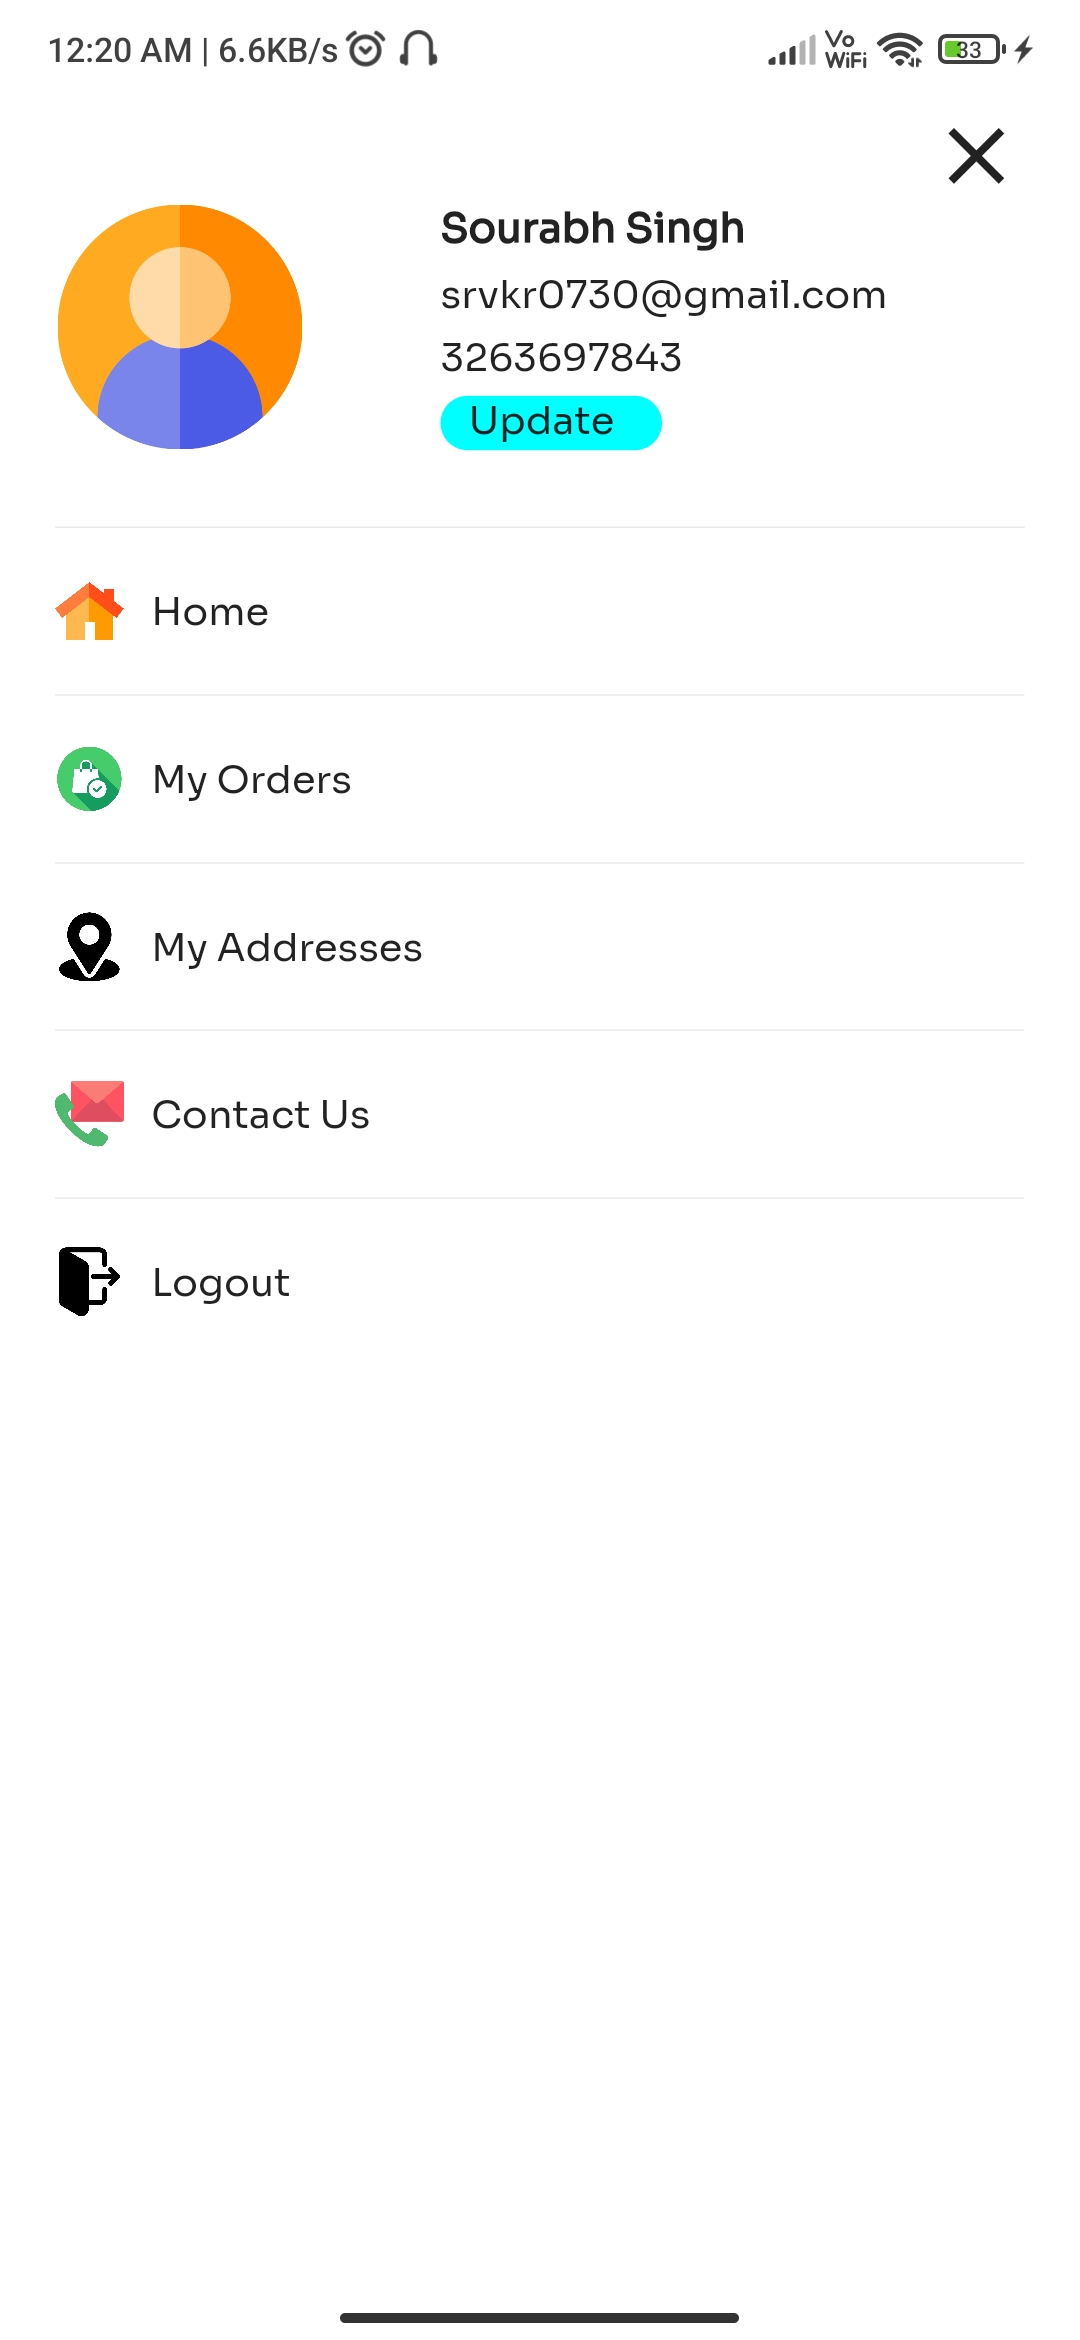 12:20 AM | 6.6KB/s Vo WiFi 33
Sourabh Singh
srvkr0730@gmail.com
3263697843
Update
Home
My Orders
My Addresses
Contact Us
Logout